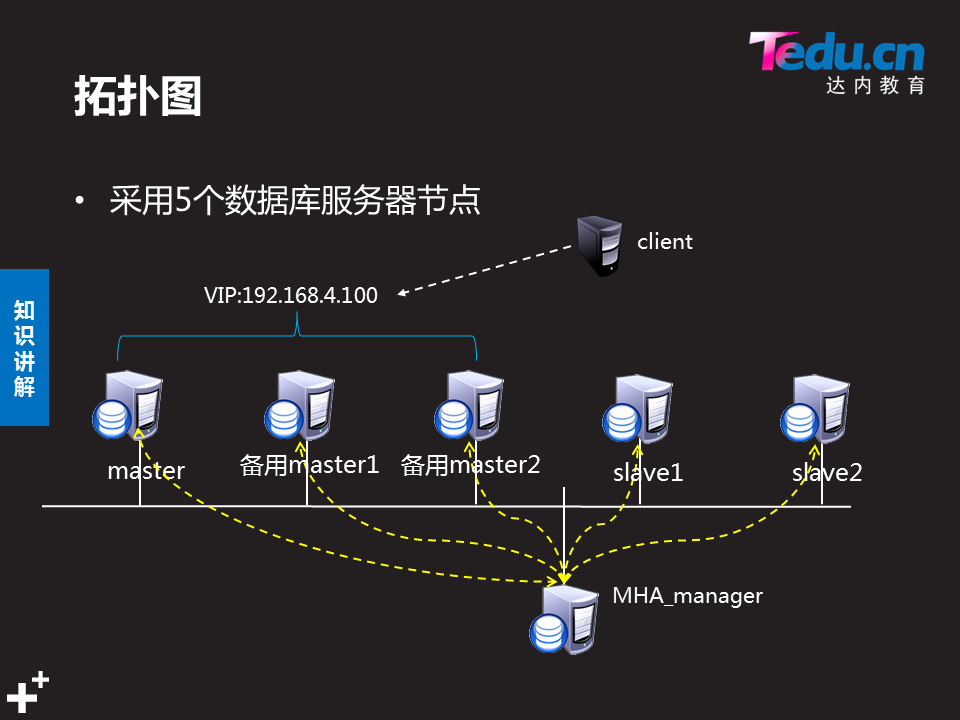 Tedu.cn
达内教育
拓扑图
• 采用5个数据库服务器节点
client
VIP:192.168.4.100
知识讲解
master
备用master1
备用master2
slave1
slave2
MHA_manager